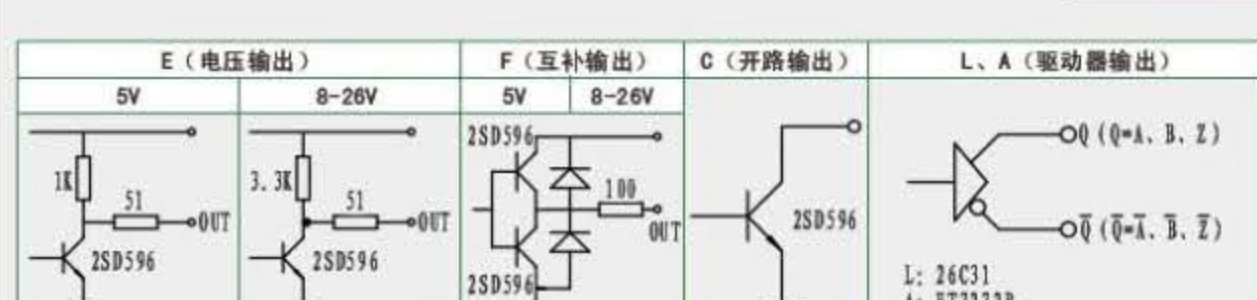 E（电压输出） F（互补输出） C（开路输出） L、A（驱动器输出）
5V 8-26V 5V 8-26V
2SD596
Q (Q=A、B、Z)
1K 3.3K
51 51 100
OUT OUT OUT 2SD596 Q̅ (Q̅=A̅、B̅、Z̅)
2SD596 2SD596
2SD596 L: 26C31
A: